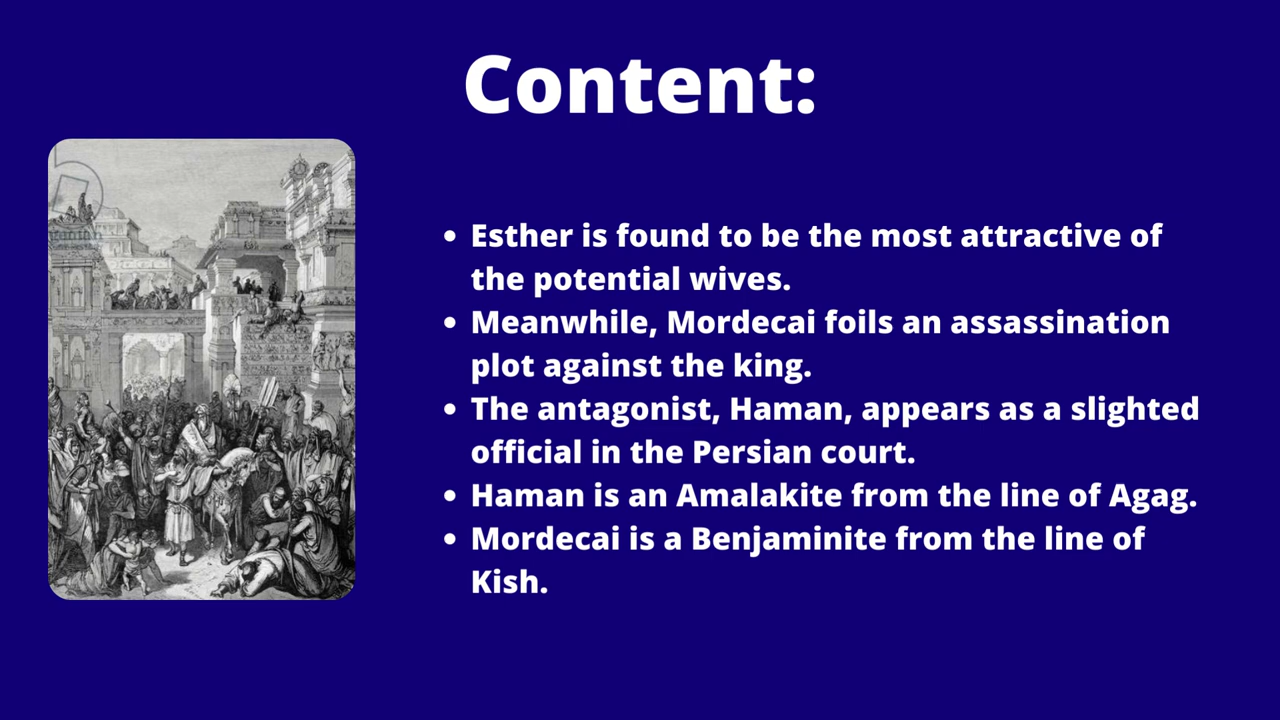 Content:
• Esther is found to be the most attractive of
the potential wives.
• Meanwhile, Mordecai foils an assassination
plot against the king.
• The antagonist, Haman, appears as a slighted
official in the Persian court.
• Haman is an Amalakite from the line of Agag.
• Mordecai is a Benjaminite from the line of
Kish.